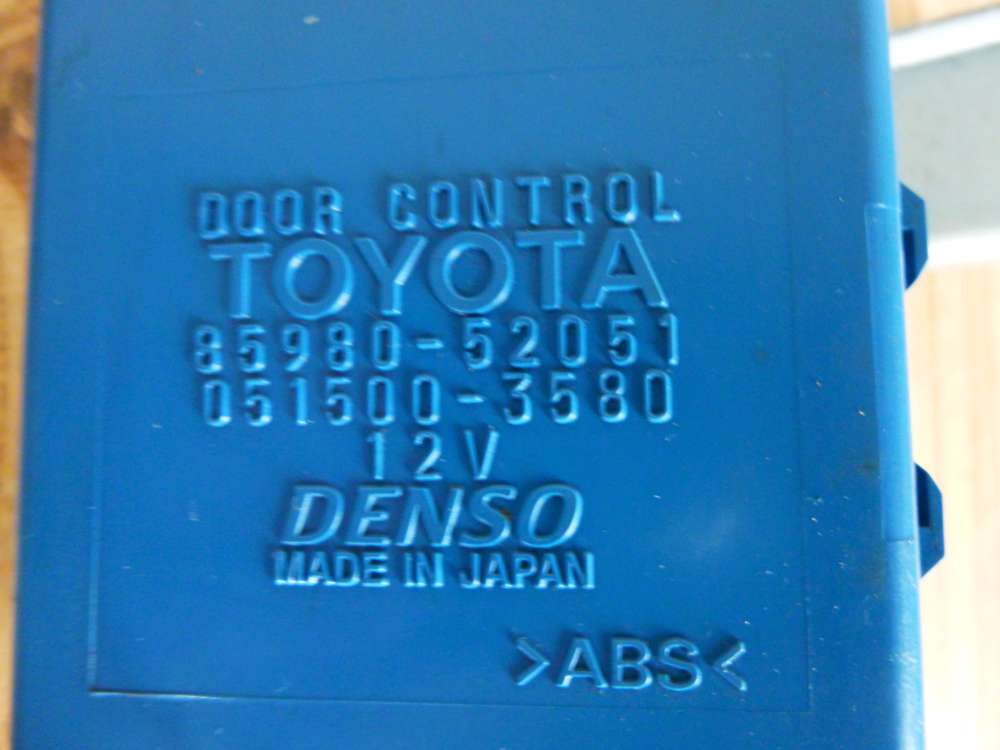 DOOR CONTROL
TOYOTA
85980-52051
051500-3580
12V
DENSO
MADE IN JAPAN
>ABS<